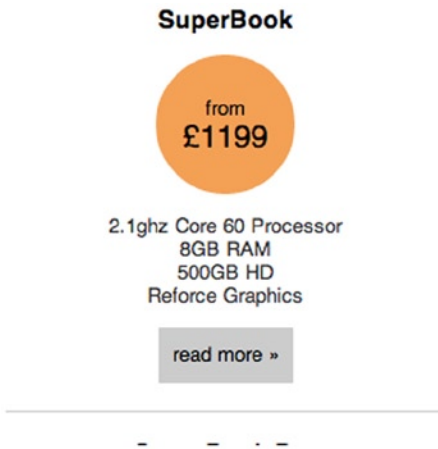 SuperBook
from
£1199
2.1ghz Core 60 Processor
8GB RAM
500GB HD
Reforce Graphics
read more »